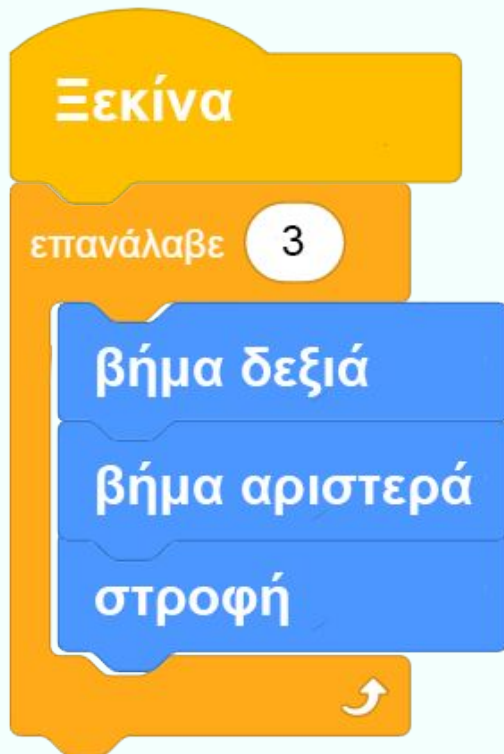 Ξεκίνα
επανάλαβε 3
βήμα δεξιά
βήμα αριστερά
στροφή